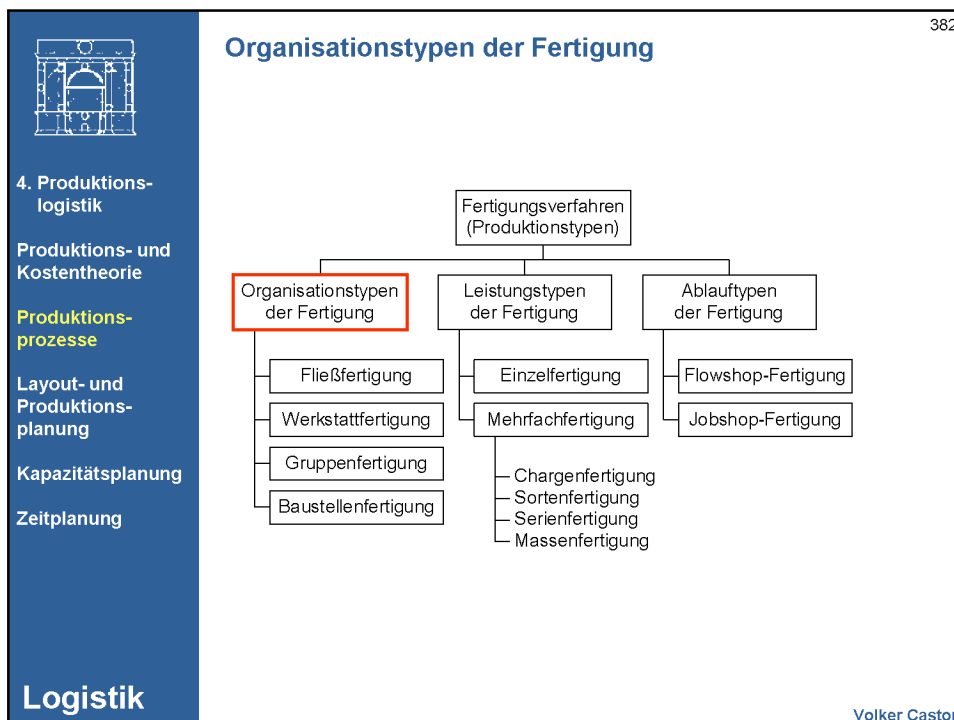 382
Organisationstypen der Fertigung
4. Produktions-
logistik
Produktions- und
Kostentheorie
Produktions-
prozesse
Layout- und
Produktions-
planung
Kapazitätsplanung
Zeitplanung
Logistik
Fertigungsverfahren
(Produktionstypen)
Organisationstypen
der Fertigung
Fließfertigung
Werkstattfertigung
Gruppenfertigung
Baustellenfertigung
Leistungstypen
der Fertigung
Einzelfertigung
Mehrfachfertigung
Chargenfertigung
Sortenfertigung
Serienfertigung
Massenfertigung
Ablauftypen
der Fertigung
Flowshop-Fertigung
Jobshop-Fertigung
Volker Castor